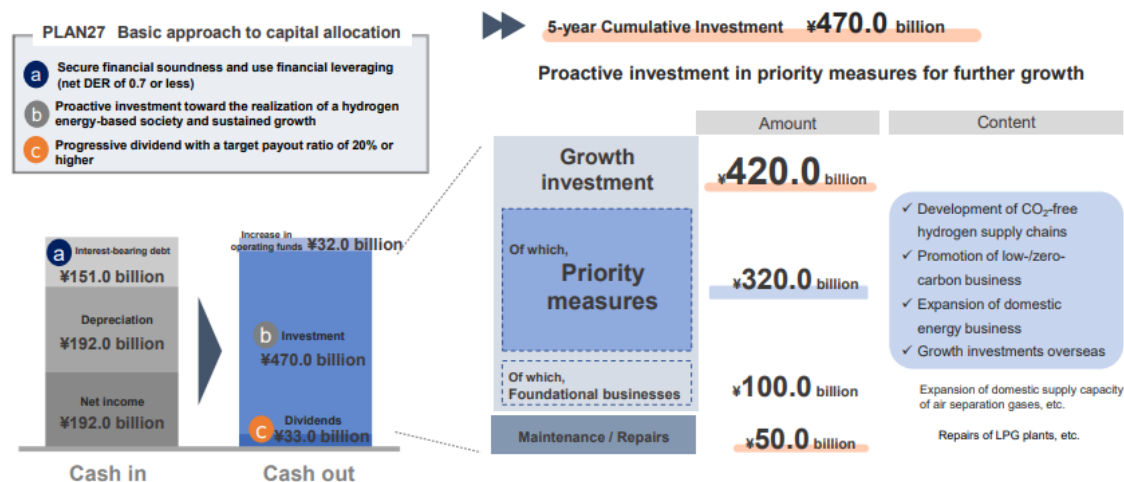 PLAN27 Basic approach to capital allocation
a
Secure financial soundness and use financial leveraging
(net DER of 0.7 or less)
b
Proactive investment toward the realization of a hydrogen
energy-based society and sustained growth
c
Progressive dividend with a target payout ratio of 20% or
higher
5-year Cumulative Investment ¥470.0 billion
Proactive investment in priority measures for further growth
Amount
Content
Growth
investment
¥420.0 billion
Of which,
Priority
measures
¥320.0 billion
✓ Development of CO₂-free
hydrogen supply chains
✓ Promotion of low-/zero-
carbon business
✓ Expansion of domestic
energy business
✓ Growth investments overseas
Of which,
Foundational businesses
¥100.0 billion
Expansion of domestic supply capacity
of air separation gases, etc.
Maintenance / Repairs
¥50.0 billion
Repairs of LPG plants, etc.
a
Interest-bearing debt
¥151.0 billion
Depreciation
¥192.0 billion
Net income
¥192.0 billion
Cash in
Increase in
operating funds ¥32.0 billion
b
Investment
¥470.0 billion
c
Dividends
¥33.0 billion
Cash out